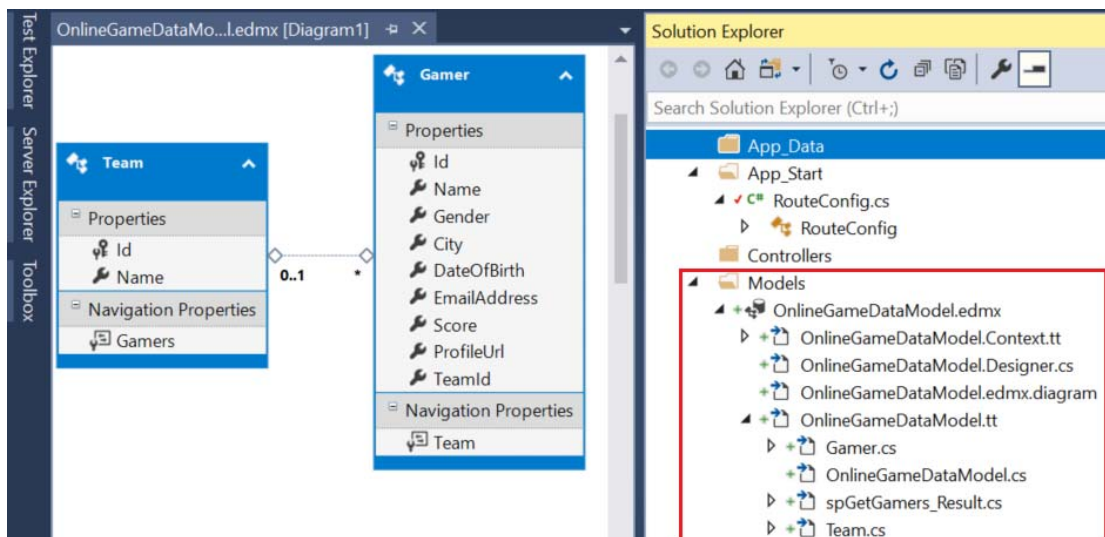 Test Explorer
Server Explorer
Toolbox
OnlineGameDataMo...l.edmx [Diagram1]
Team
Properties
Id
Name
Navigation Properties
Gamers
0..1
*
Gamer
Properties
Id
Name
Gender
City
DateOfBirth
EmailAddress
Score
ProfileUrl
TeamId
Navigation Properties
Team
Solution Explorer
Search Solution Explorer (Ctrl+;)
App_Data
App_Start
C# RouteConfig.cs
RouteConfig
Controllers
Models
OnlineGameDataModel.edmx
OnlineGameDataModel.Context.tt
OnlineGameDataModel.Designer.cs
OnlineGameDataModel.edmx.diagram
OnlineGameDataModel.tt
Gamer.cs
OnlineGameDataModel.cs
spGetGamers_Result.cs
Team.cs